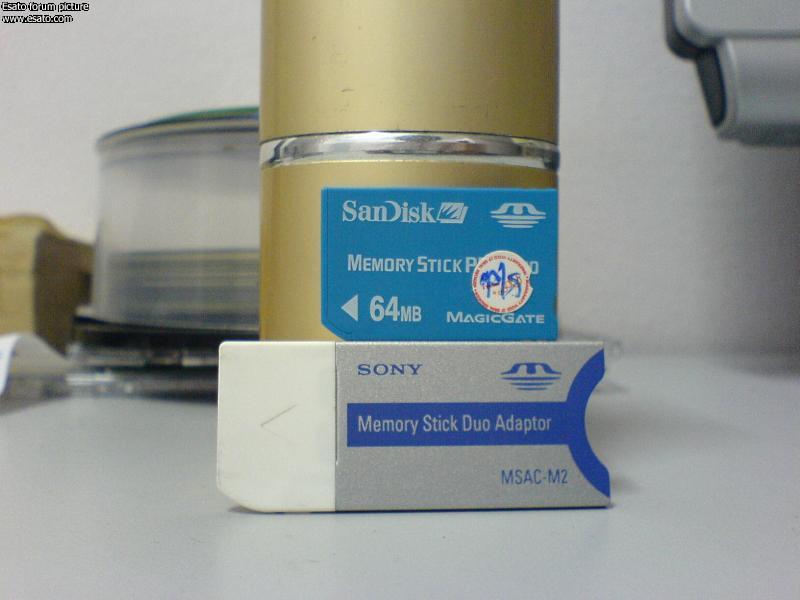 Esato forum picture
www.esato.com
SanDisk
MEMORY STICK
64MB
MAGICGATE
SONY
Memory Stick Duo Adaptor
MSAC-M2